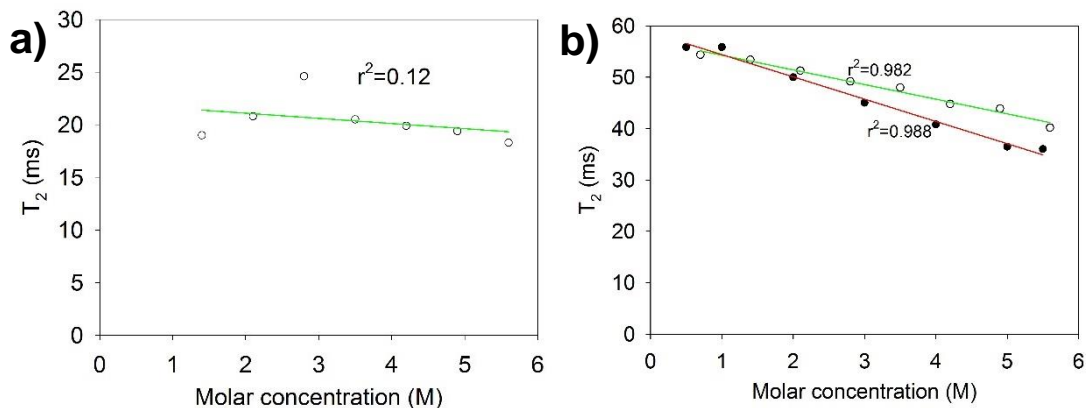 a)
30
25
20
15
10
5
0
T₂ (ms)
r²=0.12
0 1 2 3 4 5 6
Molar concentration (M)
b)
60
50
40
30
20
10
0
T₂ (ms)
r²=0.982
r²=0.988
0 1 2 3 4 5 6
Molar concentration (M)